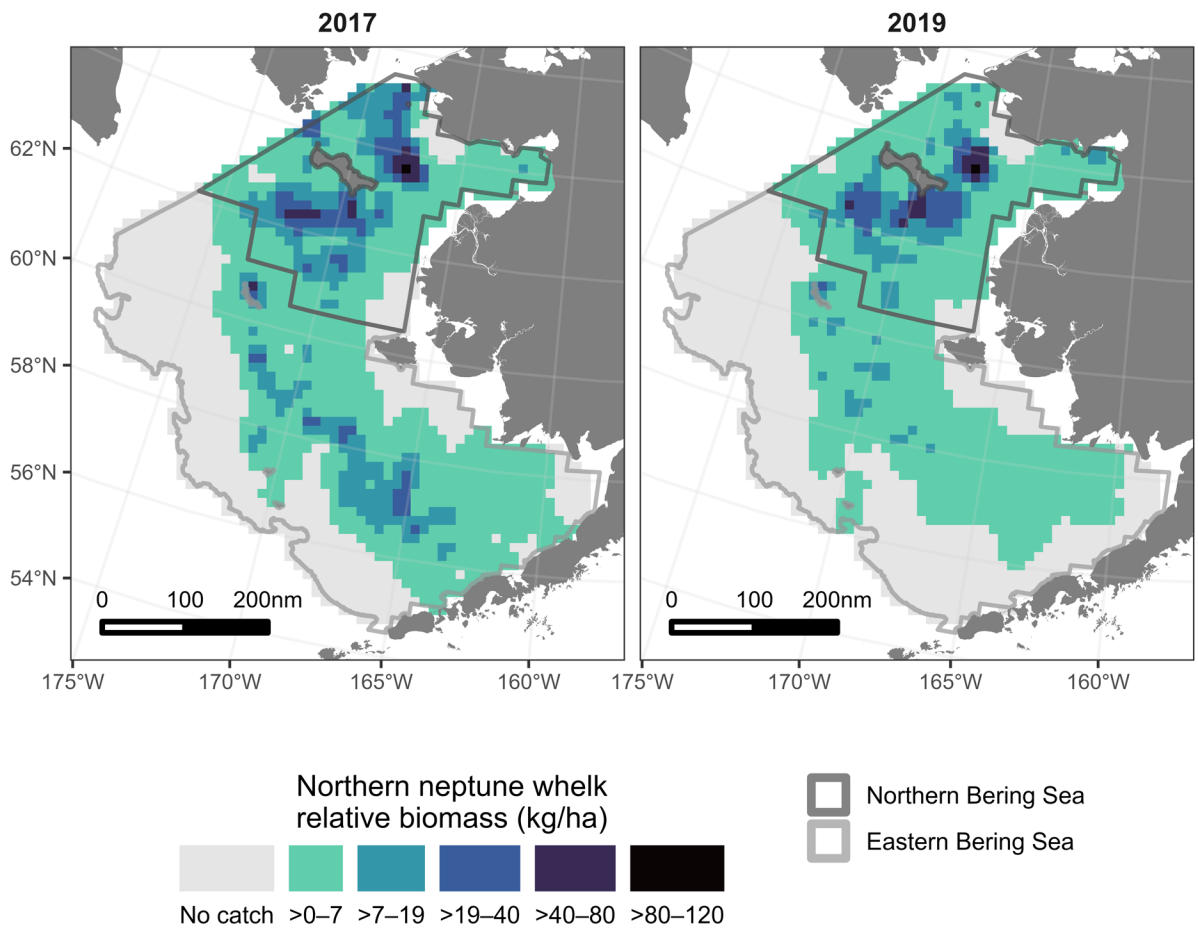 2017
2019
62°N
60°N
58°N
56°N
54°N
0 100 200nm
0 100 200nm
175°W 170°W 165°W 160°W
175°W 170°W 165°W 160°W
Northern neptune whelk
relative biomass (kg/ha)
No catch >0–7 >7–19 >19–40 >40–80 >80–120
Northern Bering Sea
Eastern Bering Sea